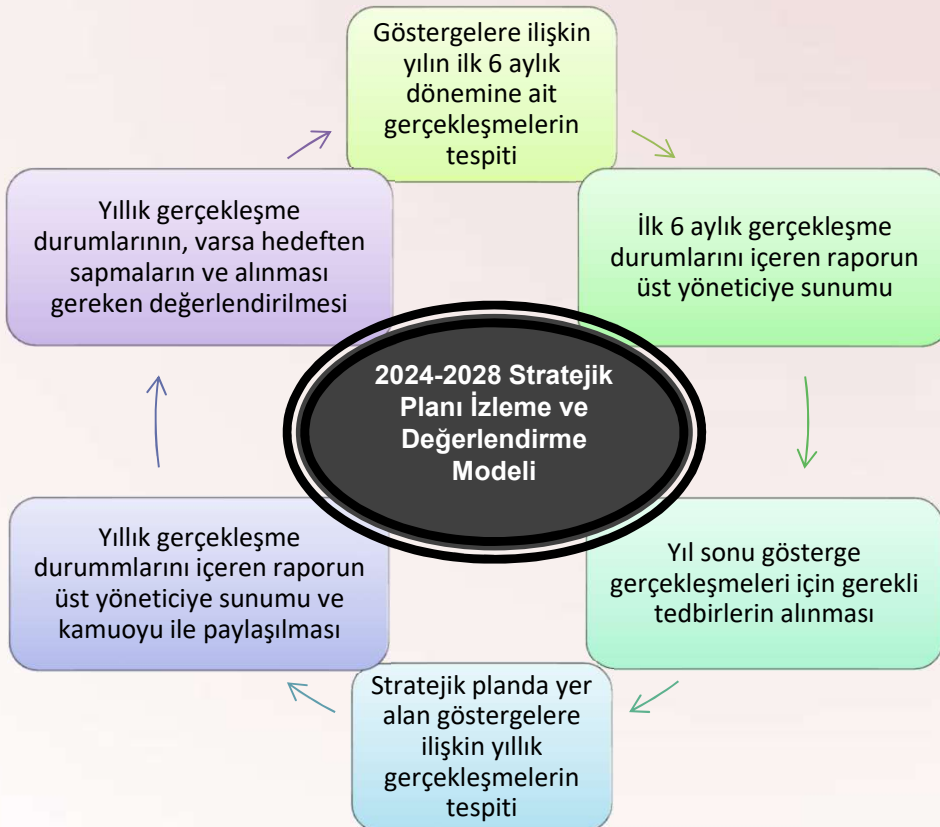 Göstergelere ilişkin
yılın ilk 6 aylık
dönemine ait
gerçekleşmelerin
tespiti
İlk 6 aylık gerçekleşme
durumlarını içeren raporun
üst yöneticiye sunumu
Yıl sonu gösterge
gerçekleşmeleri için gerekli
tedbirlerin alınması
Stratejik planda yer
alan göstergelere
ilişkin yıllık
gerçekleşmelerin
tespiti
Yıllık gerçekleşme
durummlarını içeren raporun
üst yöneticiye sunumu ve
kamuoyu ile paylaşılması
Yıllık gerçekleşme
durumlarının, varsa hedeften
sapmaların ve alınması
gereken değerlendirilmesi
2024-2028 Stratejik
Planı İzleme ve
Değerlendirme
Modeli